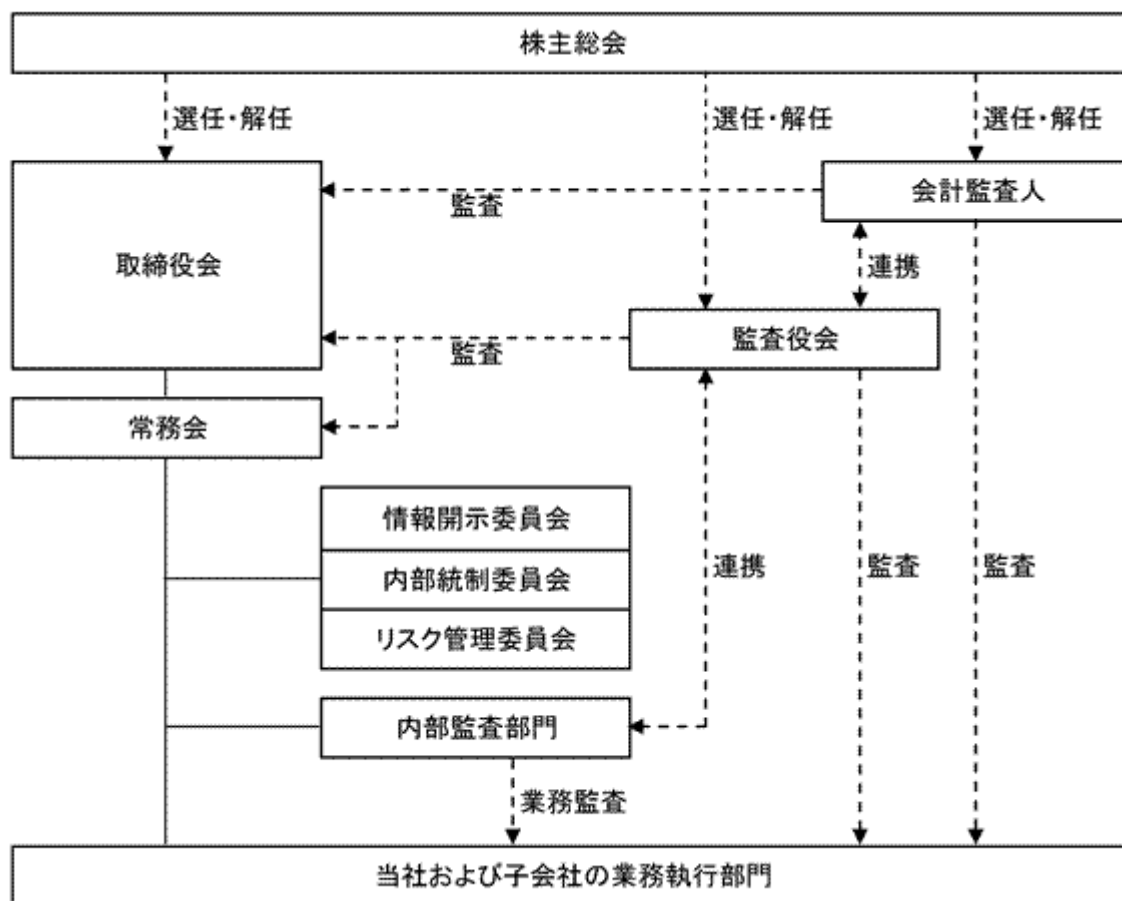 株主総会
選任・解任
選任・解任
選任・解任
会計監査人
監査
取締役会
連携
監査役会
監査
常務会
情報開示委員会
内部統制委員会
リスク管理委員会
連携
監査
監査
内部監査部門
業務監査
当社および子会社の業務執行部門